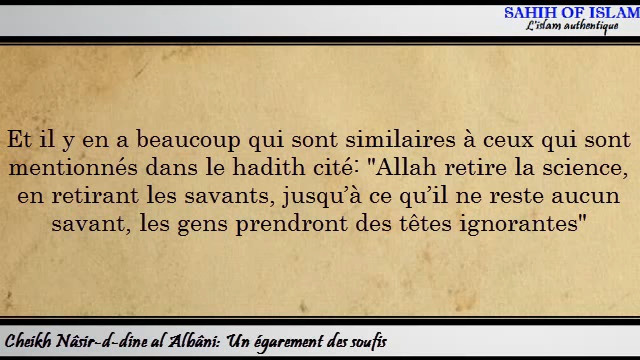 SAHIH OF ISLAM
L'islam authentique
Et il y en a beaucoup qui sont similaires à ceux qui sont
mentionnés dans le hadith cité: "Allah retire la science,
en retirant les savants, jusqu’à ce qu’il ne reste aucun
savant, les gens prendront des têtes ignorantes"
Cheikh Nâsir-d-dine al Albâni: Un égarement des soufis